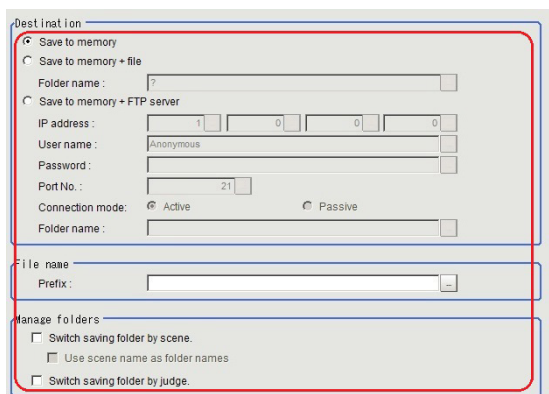 Destination
Save to memory
Save to memory + file
Folder name :
?
Save to memory + FTP server
IP address :
1
0
0
0
User name :
Anonymous
Password :
Port No. :
21
Connection mode:
Active
Passive
Folder name :
File name
Prefix :
...
Manage folders
Switch saving folder by scene.
Use scene name as folder names
Switch saving folder by judge.